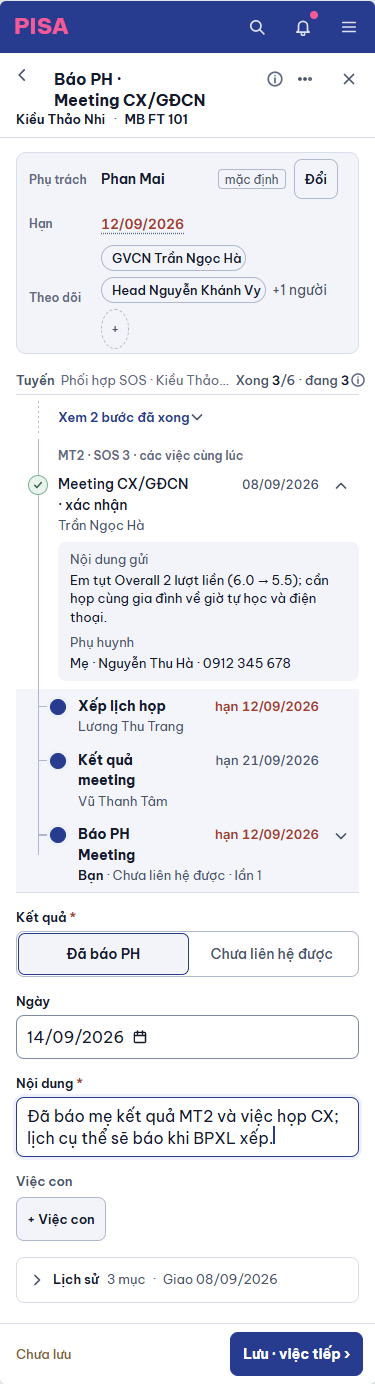 PISA
Báo PH ·
Meeting CX/GĐCN
Kiều Thảo Nhi · MB FT 101
Phụ trách Phan Mai mặc định Đổi
Hạn 12/09/2026
GVCN Trần Ngọc Hà
Theo dõi Head Nguyễn Khánh Vy +1 người
+
Tuyến Phối hợp SOS · Kiều Thảo... Xong 3/6 · đang 3
Xem 2 bước đã xong
MT2 · SOS 3 · các việc cùng lúc
Meeting CX/GĐCN 08/09/2026
· xác nhận
Trần Ngọc Hà
Nội dung gửi
Em tụt Overall 2 lượt liền (6.0 → 5.5); cần
họp cùng gia đình về giờ tự học và điện
thoại.
Phụ huynh
Mẹ · Nguyễn Thu Hà · 0912 345 678
Xếp lịch họp hạn 12/09/2026
Lương Thu Trang
Kết quả hạn 21/09/2026
meeting
Vũ Thanh Tâm
Báo PH hạn 12/09/2026
Meeting
Bạn · Chưa liên hệ được · lần 1
Kết quả *
Đã báo PH Chưa liên hệ được
Ngày
14/09/2026
Nội dung *
Đã báo mẹ kết quả MT2 và việc họp CX;
lịch cụ thể sẽ báo khi BPXL xếp.
Việc con
+ Việc con
Lịch sử 3 mục · Giao 08/09/2026
Chưa lưu Lưu · việc tiếp ›